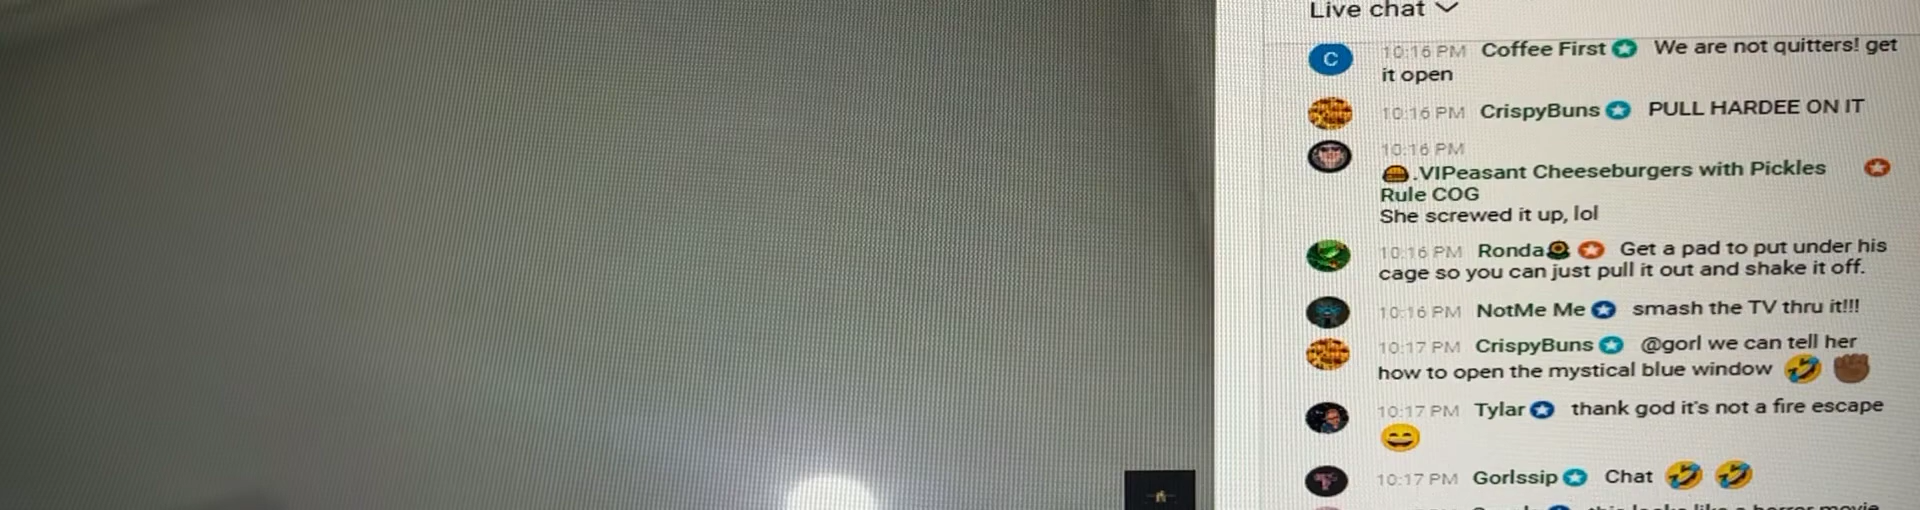 Live chat
C
10:16 PM Coffee First We are not quitters! get
it open
10:16 PM CrispyBuns PULL HARDEE ON IT
10:16 PM
🍔.VIPeasant Cheeseburgers with Pickles
Rule COG
She screwed it up, lol
10:16 PM Ronda🌻 Get a pad to put under his
cage so you can just pull it out and shake it off.
10:16 PM NotMe Me smash the TV thru it!!!
10:17 PM CrispyBuns @gorl we can tell her
how to open the mystical blue window 🤣 ✊🏾
10:17 PM Tylar thank god it's not a fire escape
😄
10:17 PM Gorlssip Chat 🤣 🤣
this looks like a horror movie